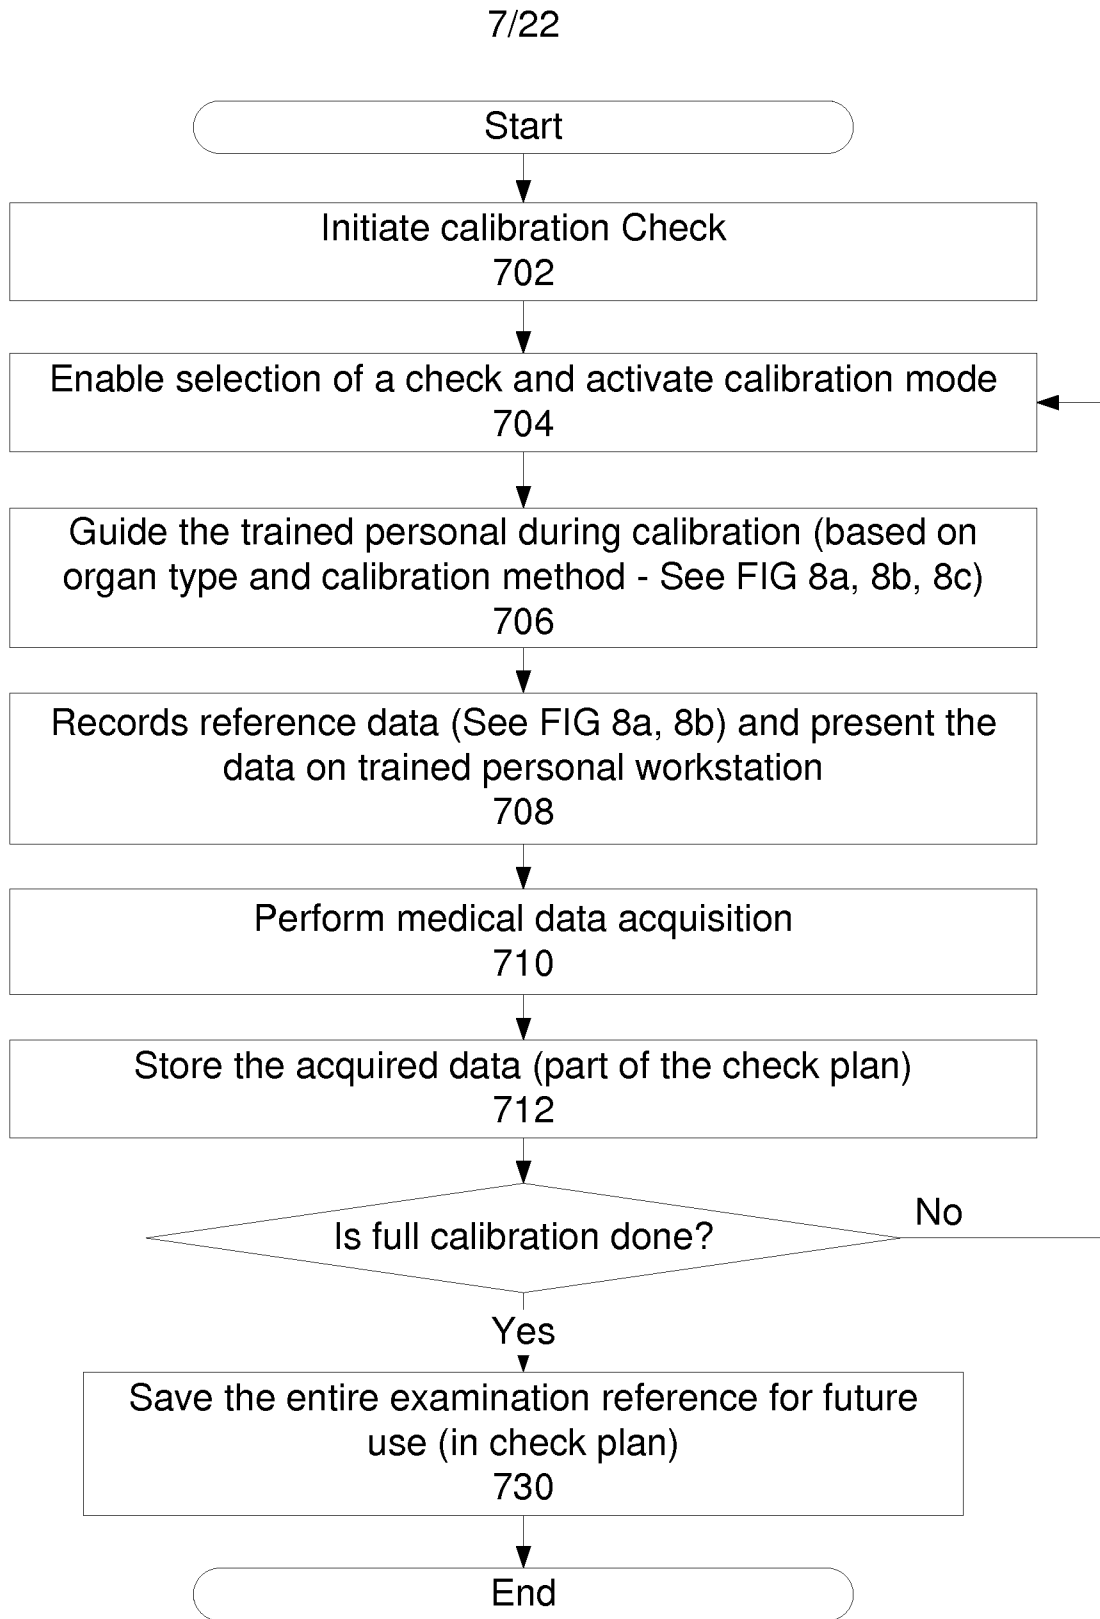 7/22
Start
Initiate calibration Check
702
Enable selection of a check and activate calibration mode
704
Guide the trained personal during calibration (based on
organ type and calibration method - See FIG 8a, 8b, 8c)
706
Records reference data (See FIG 8a, 8b) and present the
data on trained personal workstation
708
Perform medical data acquisition
710
Store the acquired data (part of the check plan)
712
Is full calibration done?
No
Yes
Save the entire examination reference for future
use (in check plan)
730
End